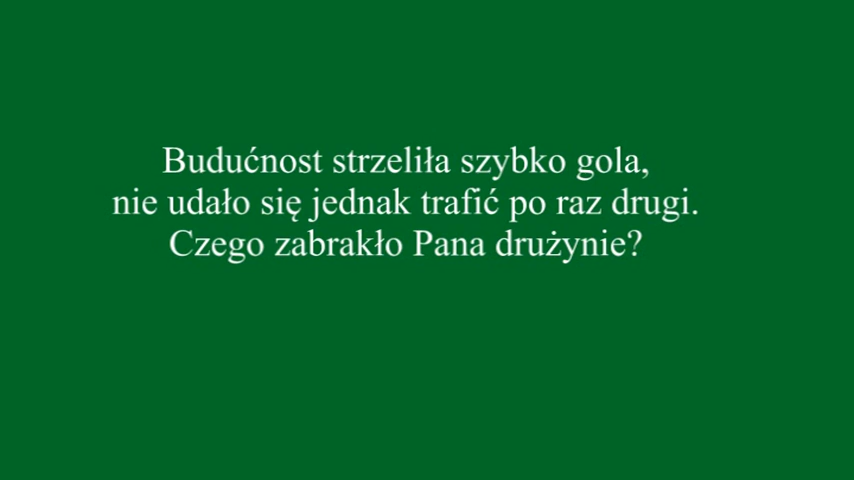 Budućnost strzeliła szybko gola,
nie udało się jednak trafić po raz drugi.
Czego zabrakło Pana drużynie?